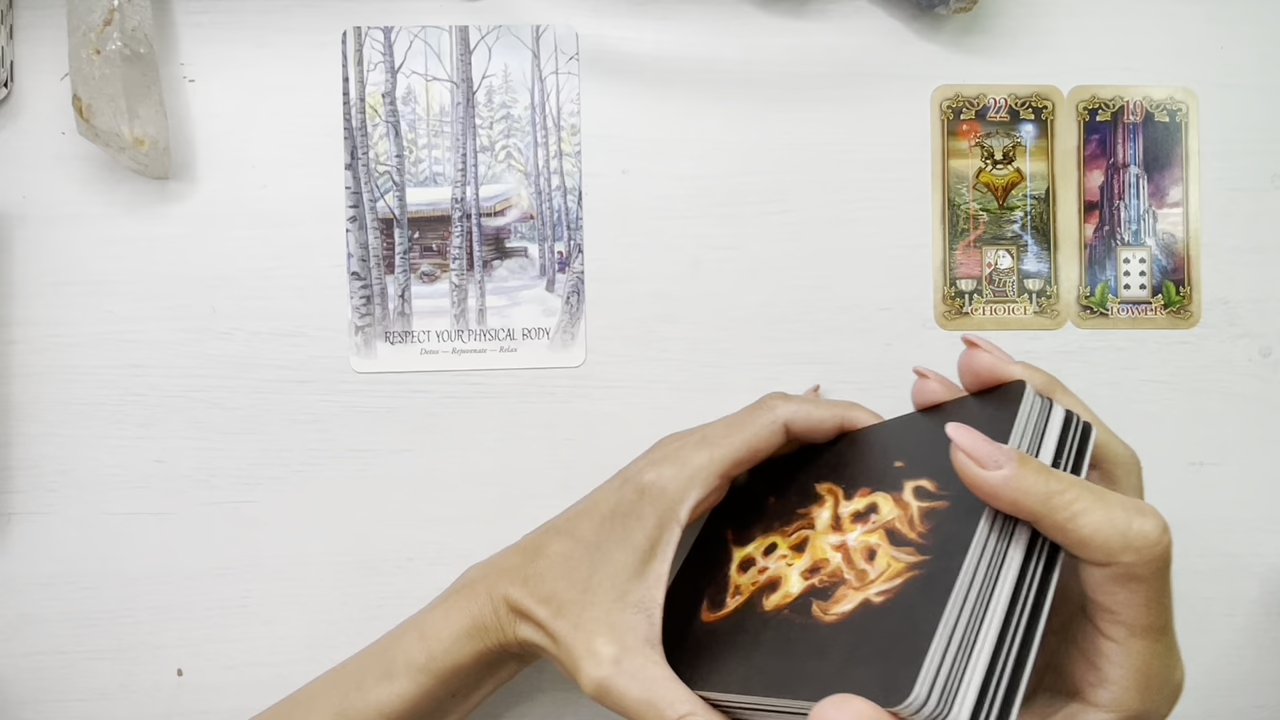 RESPECT YOUR PHYSICAL BODY
Detox — Rejuvenate — Relax
22
CHOICE
19
TOWER